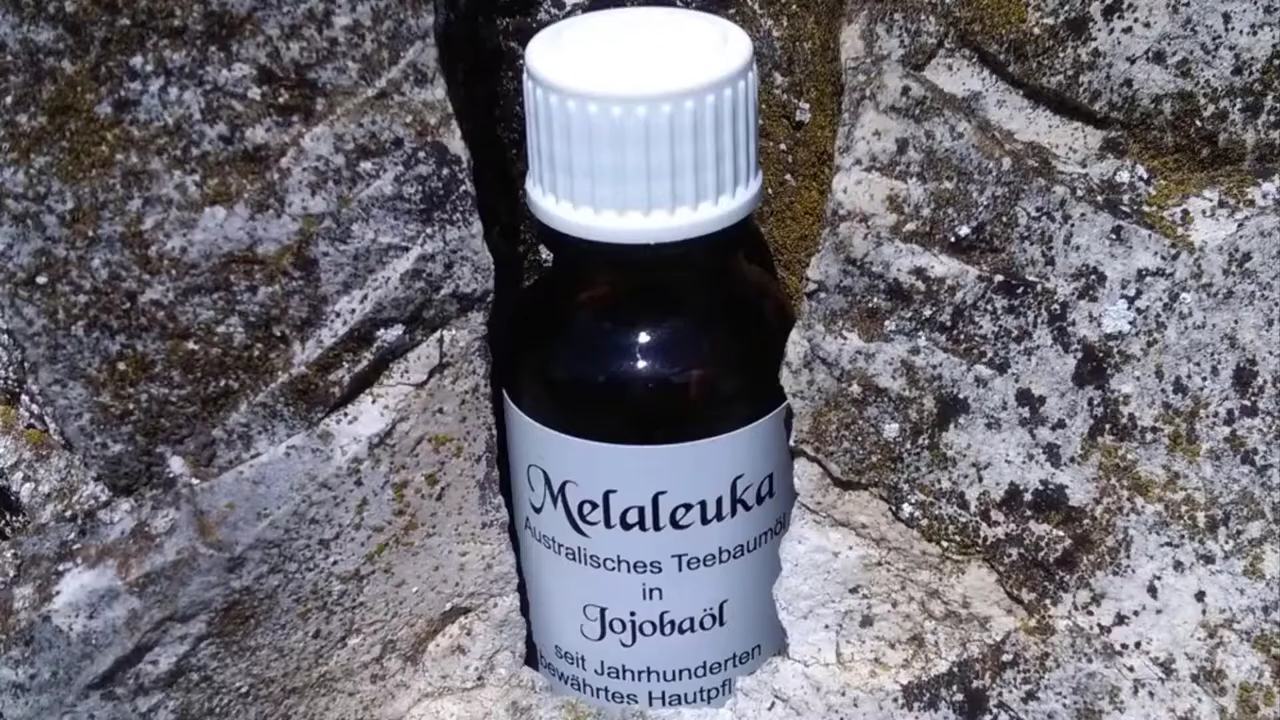 Melaleuka
Australisches Teebaumöl
in
Jojobaöl
seit Jahrhunderten
bewährtes Hautpfl